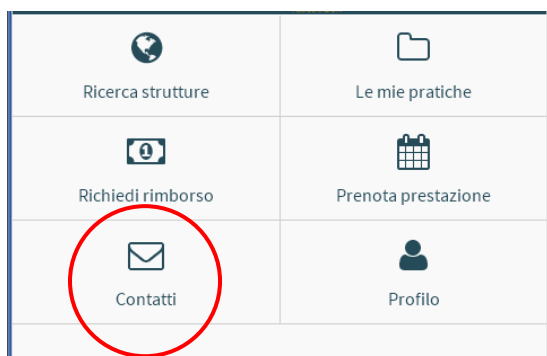 Ricerca strutture
Le mie pratiche
Richiedi rimborso
Prenota prestazione
Contatti
Profilo